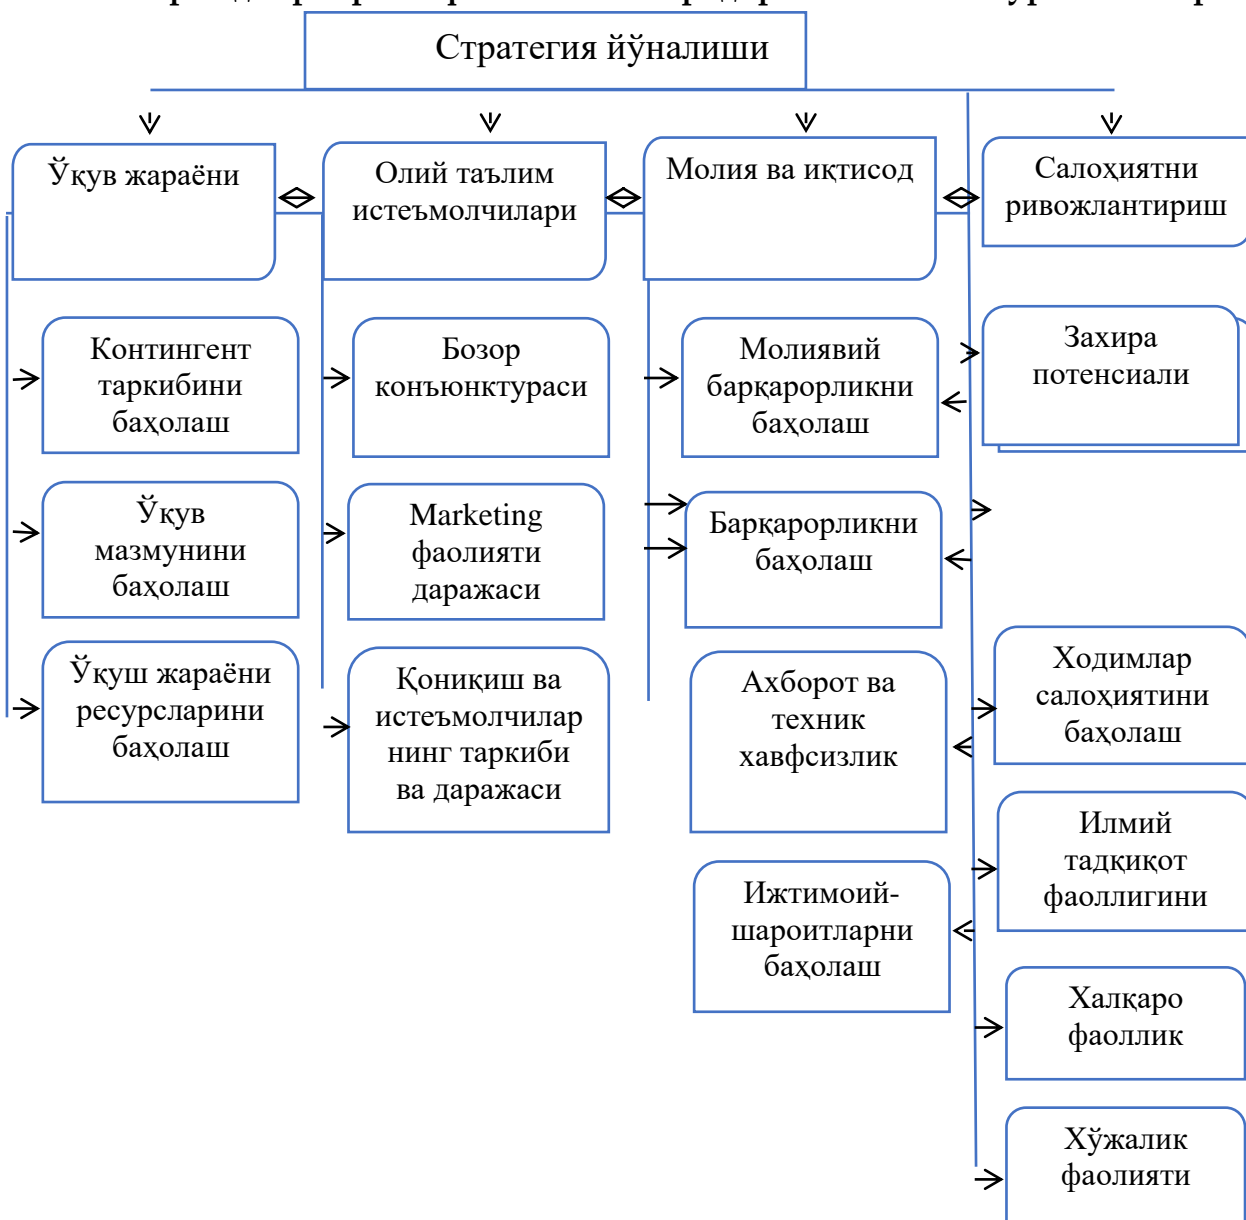 Стратегия йўналиши
Ўқув жараёни
Олий таълим
истеъмолчилари
Молия ва иқтисод
Салоҳиятни
ривожлантириш
Контингент
таркибини
баҳолаш
Бозор
конъюнктураси
Молиявий
барқарорликни
баҳолаш
Захира
потенсиали
Ўқув
мазмунини
баҳолаш
Marketing
фаолияти
даражаси
Барқарорликни
баҳолаш
Ўқуш жараёни
ресурсларини
баҳолаш
Қониқиш ва
истеъмолчилар
нинг таркиби
ва даражаси
Ахборот ва
техник
хавфсизлик
Ходимлар
салоҳиятини
баҳолаш
Ижтимоий-
шароитларни
баҳолаш
Илмий
тадқиқот
фаоллигини
Халқаро
фаоллик
Хўжалик
фаолияти